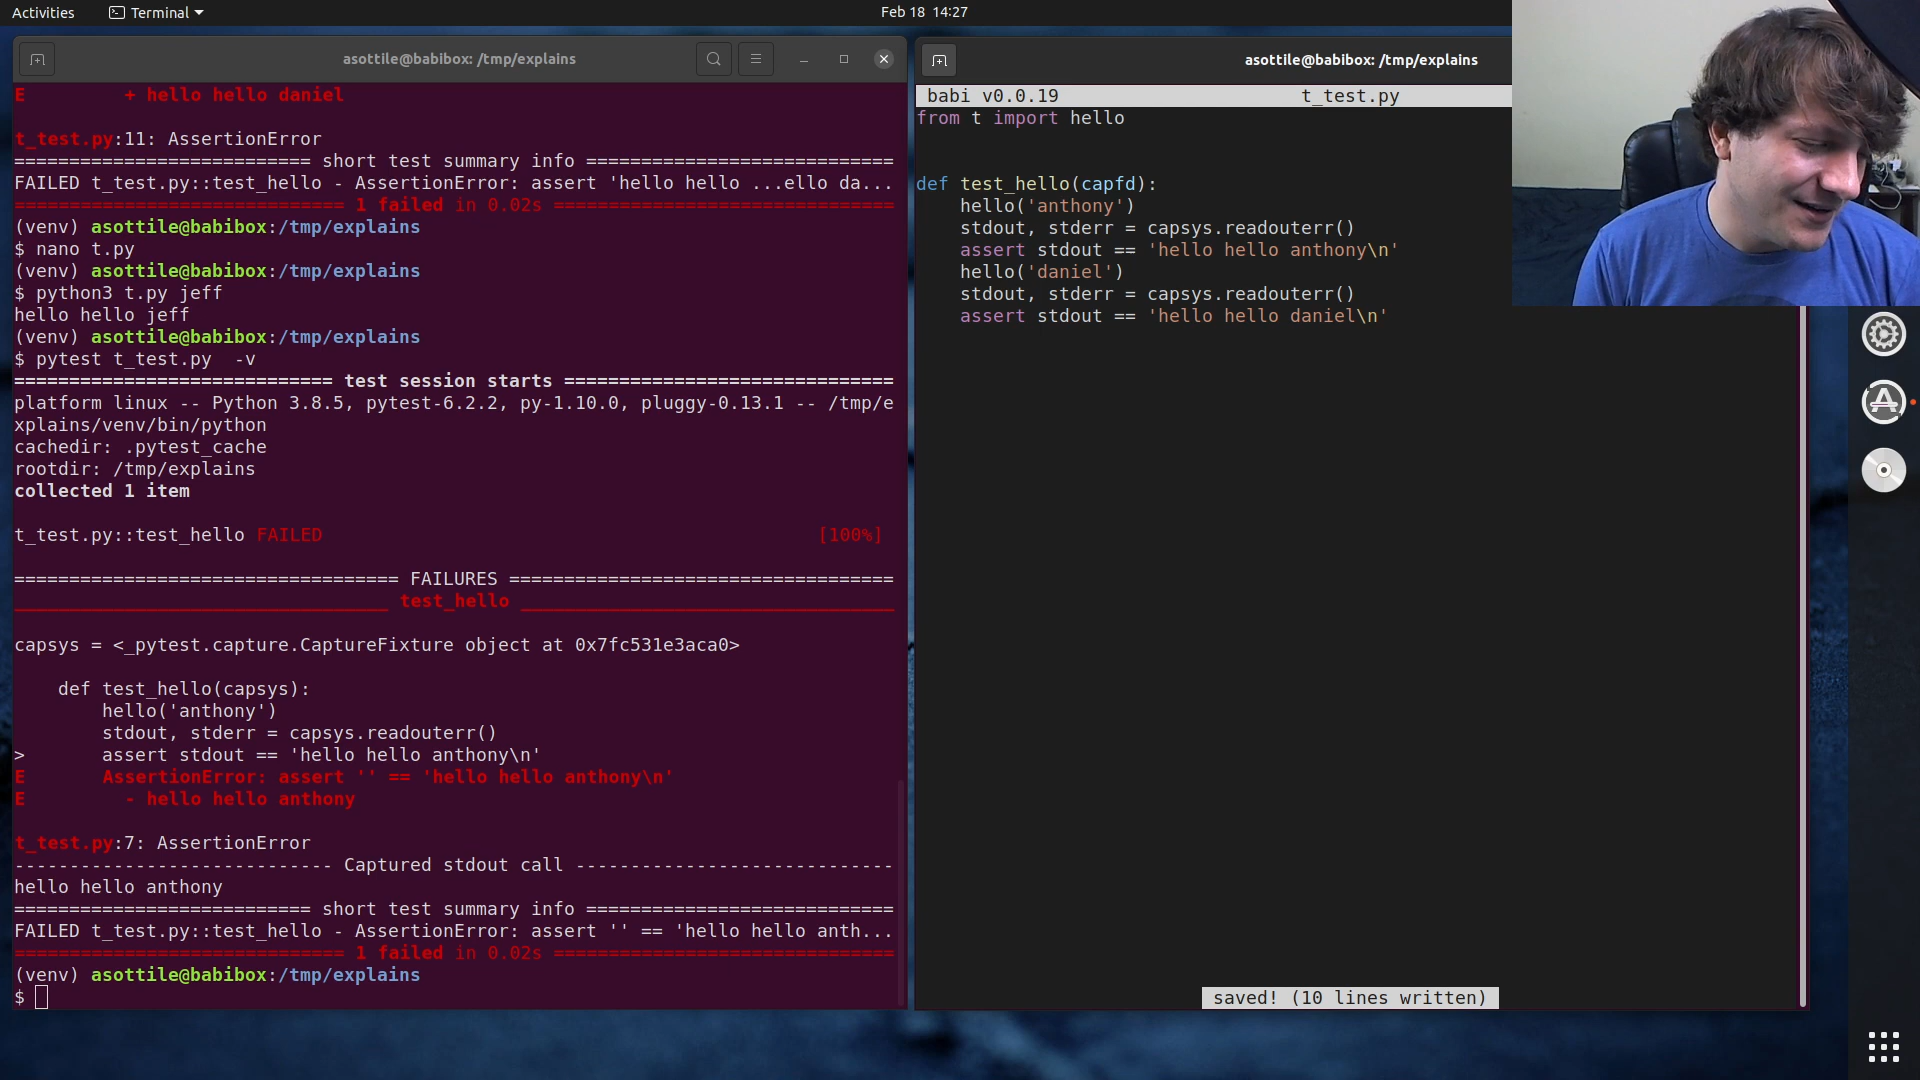 Activities
Terminal
Feb 18 14:27
asottile@babibox: /tmp/explains
E         + hello hello daniel
t_test.py:11: AssertionError
=========================== short test summary info ============================
FAILED t_test.py::test_hello - AssertionError: assert 'hello hello ...ello da...
============================== 1 failed in 0.02s ===============================
(venv) asottile@babibox:/tmp/explains
$ nano t.py
(venv) asottile@babibox:/tmp/explains
$ python3 t.py jeff
hello hello jeff
(venv) asottile@babibox:/tmp/explains
$ pytest t_test.py  -v
============================= test session starts ==============================
platform linux -- Python 3.8.5, pytest-6.2.2, py-1.10.0, pluggy-0.13.1 -- /tmp/e
xplains/venv/bin/python
cachedir: .pytest_cache
rootdir: /tmp/explains
collected 1 item
t_test.py::test_hello FAILED                                             [100%]
=================================== FAILURES ===================================
__________________________________ test_hello __________________________________
capsys = <_pytest.capture.CaptureFixture object at 0x7fc531e3aca0>
    def test_hello(capsys):
        hello('anthony')
        stdout, stderr = capsys.readouterr()
>       assert stdout == 'hello hello anthony\n'
E       AssertionError: assert '' == 'hello hello anthony\n'
E         - hello hello anthony
t_test.py:7: AssertionError
----------------------------- Captured stdout call -----------------------------
hello hello anthony
=========================== short test summary info ============================
FAILED t_test.py::test_hello - AssertionError: assert '' == 'hello hello anth...
============================== 1 failed in 0.02s ===============================
(venv) asottile@babibox:/tmp/explains
$
asottile@babibox: /tmp/explains
babi v0.0.19                      t_test.py
from t import hello
def test_hello(capfd):
    hello('anthony')
    stdout, stderr = capsys.readouterr()
    assert stdout == 'hello hello anthony\n'
    hello('daniel')
    stdout, stderr = capsys.readouterr()
    assert stdout == 'hello hello daniel\n'
saved! (10 lines written)